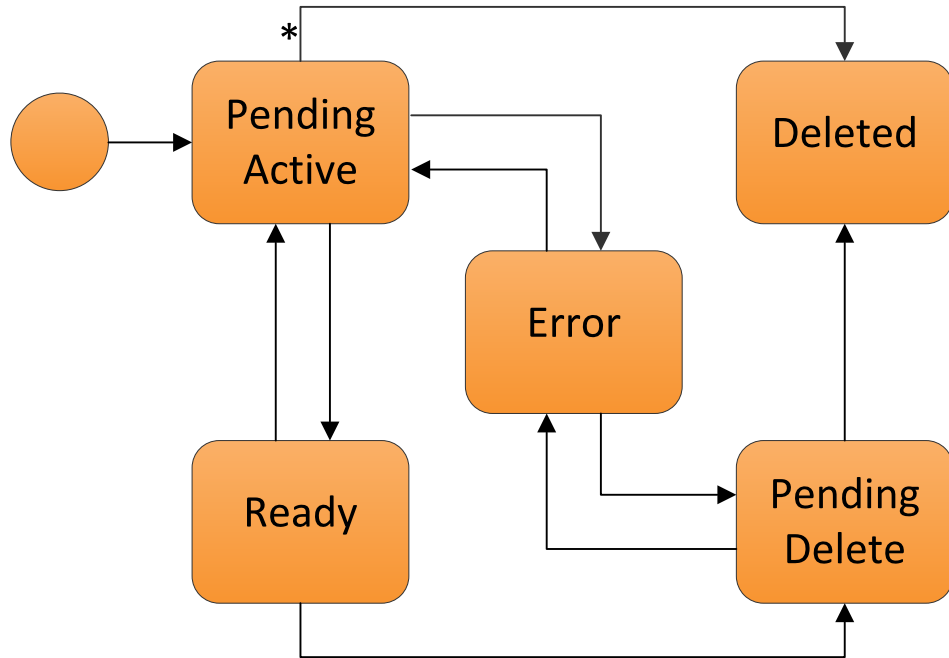 *
Pending
Active
Deleted
Error
Ready
Pending
Delete